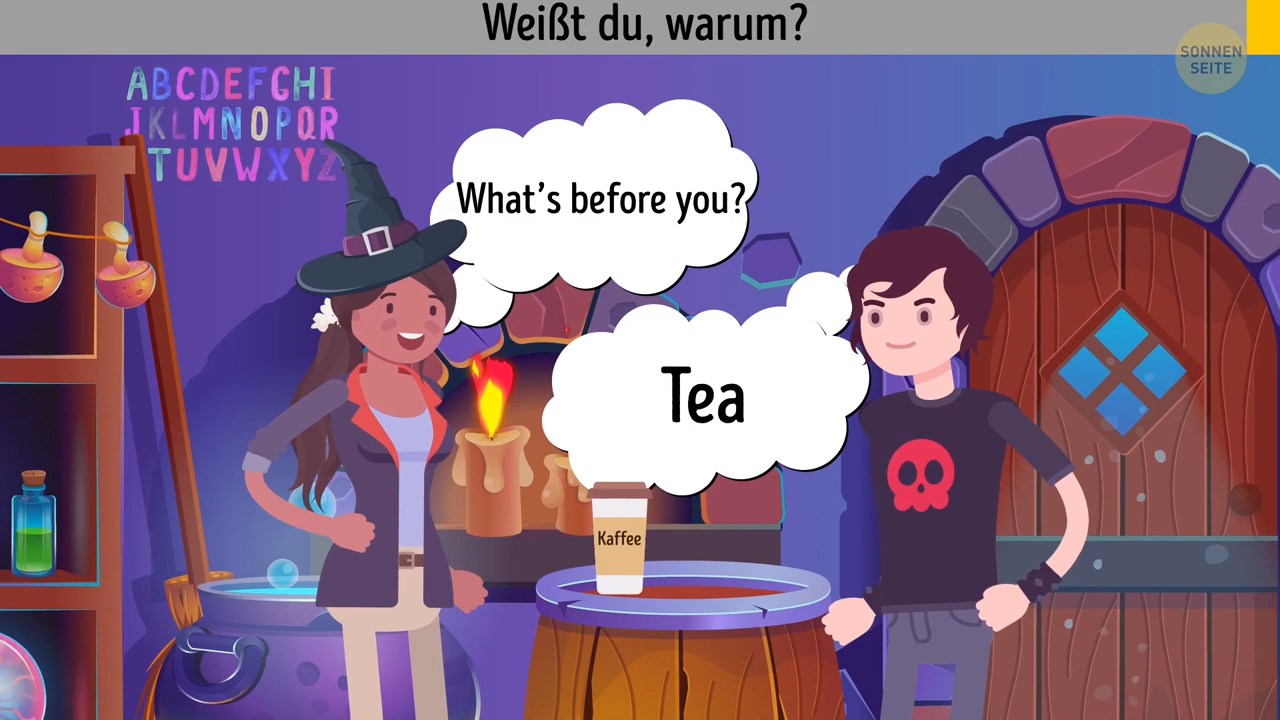 Weißt du, warum?
SONNEN
SEITE
ABCDEFGHI
JKLMNOPQR
TUVWXYZ
What's before you?
Tea
Kaffee